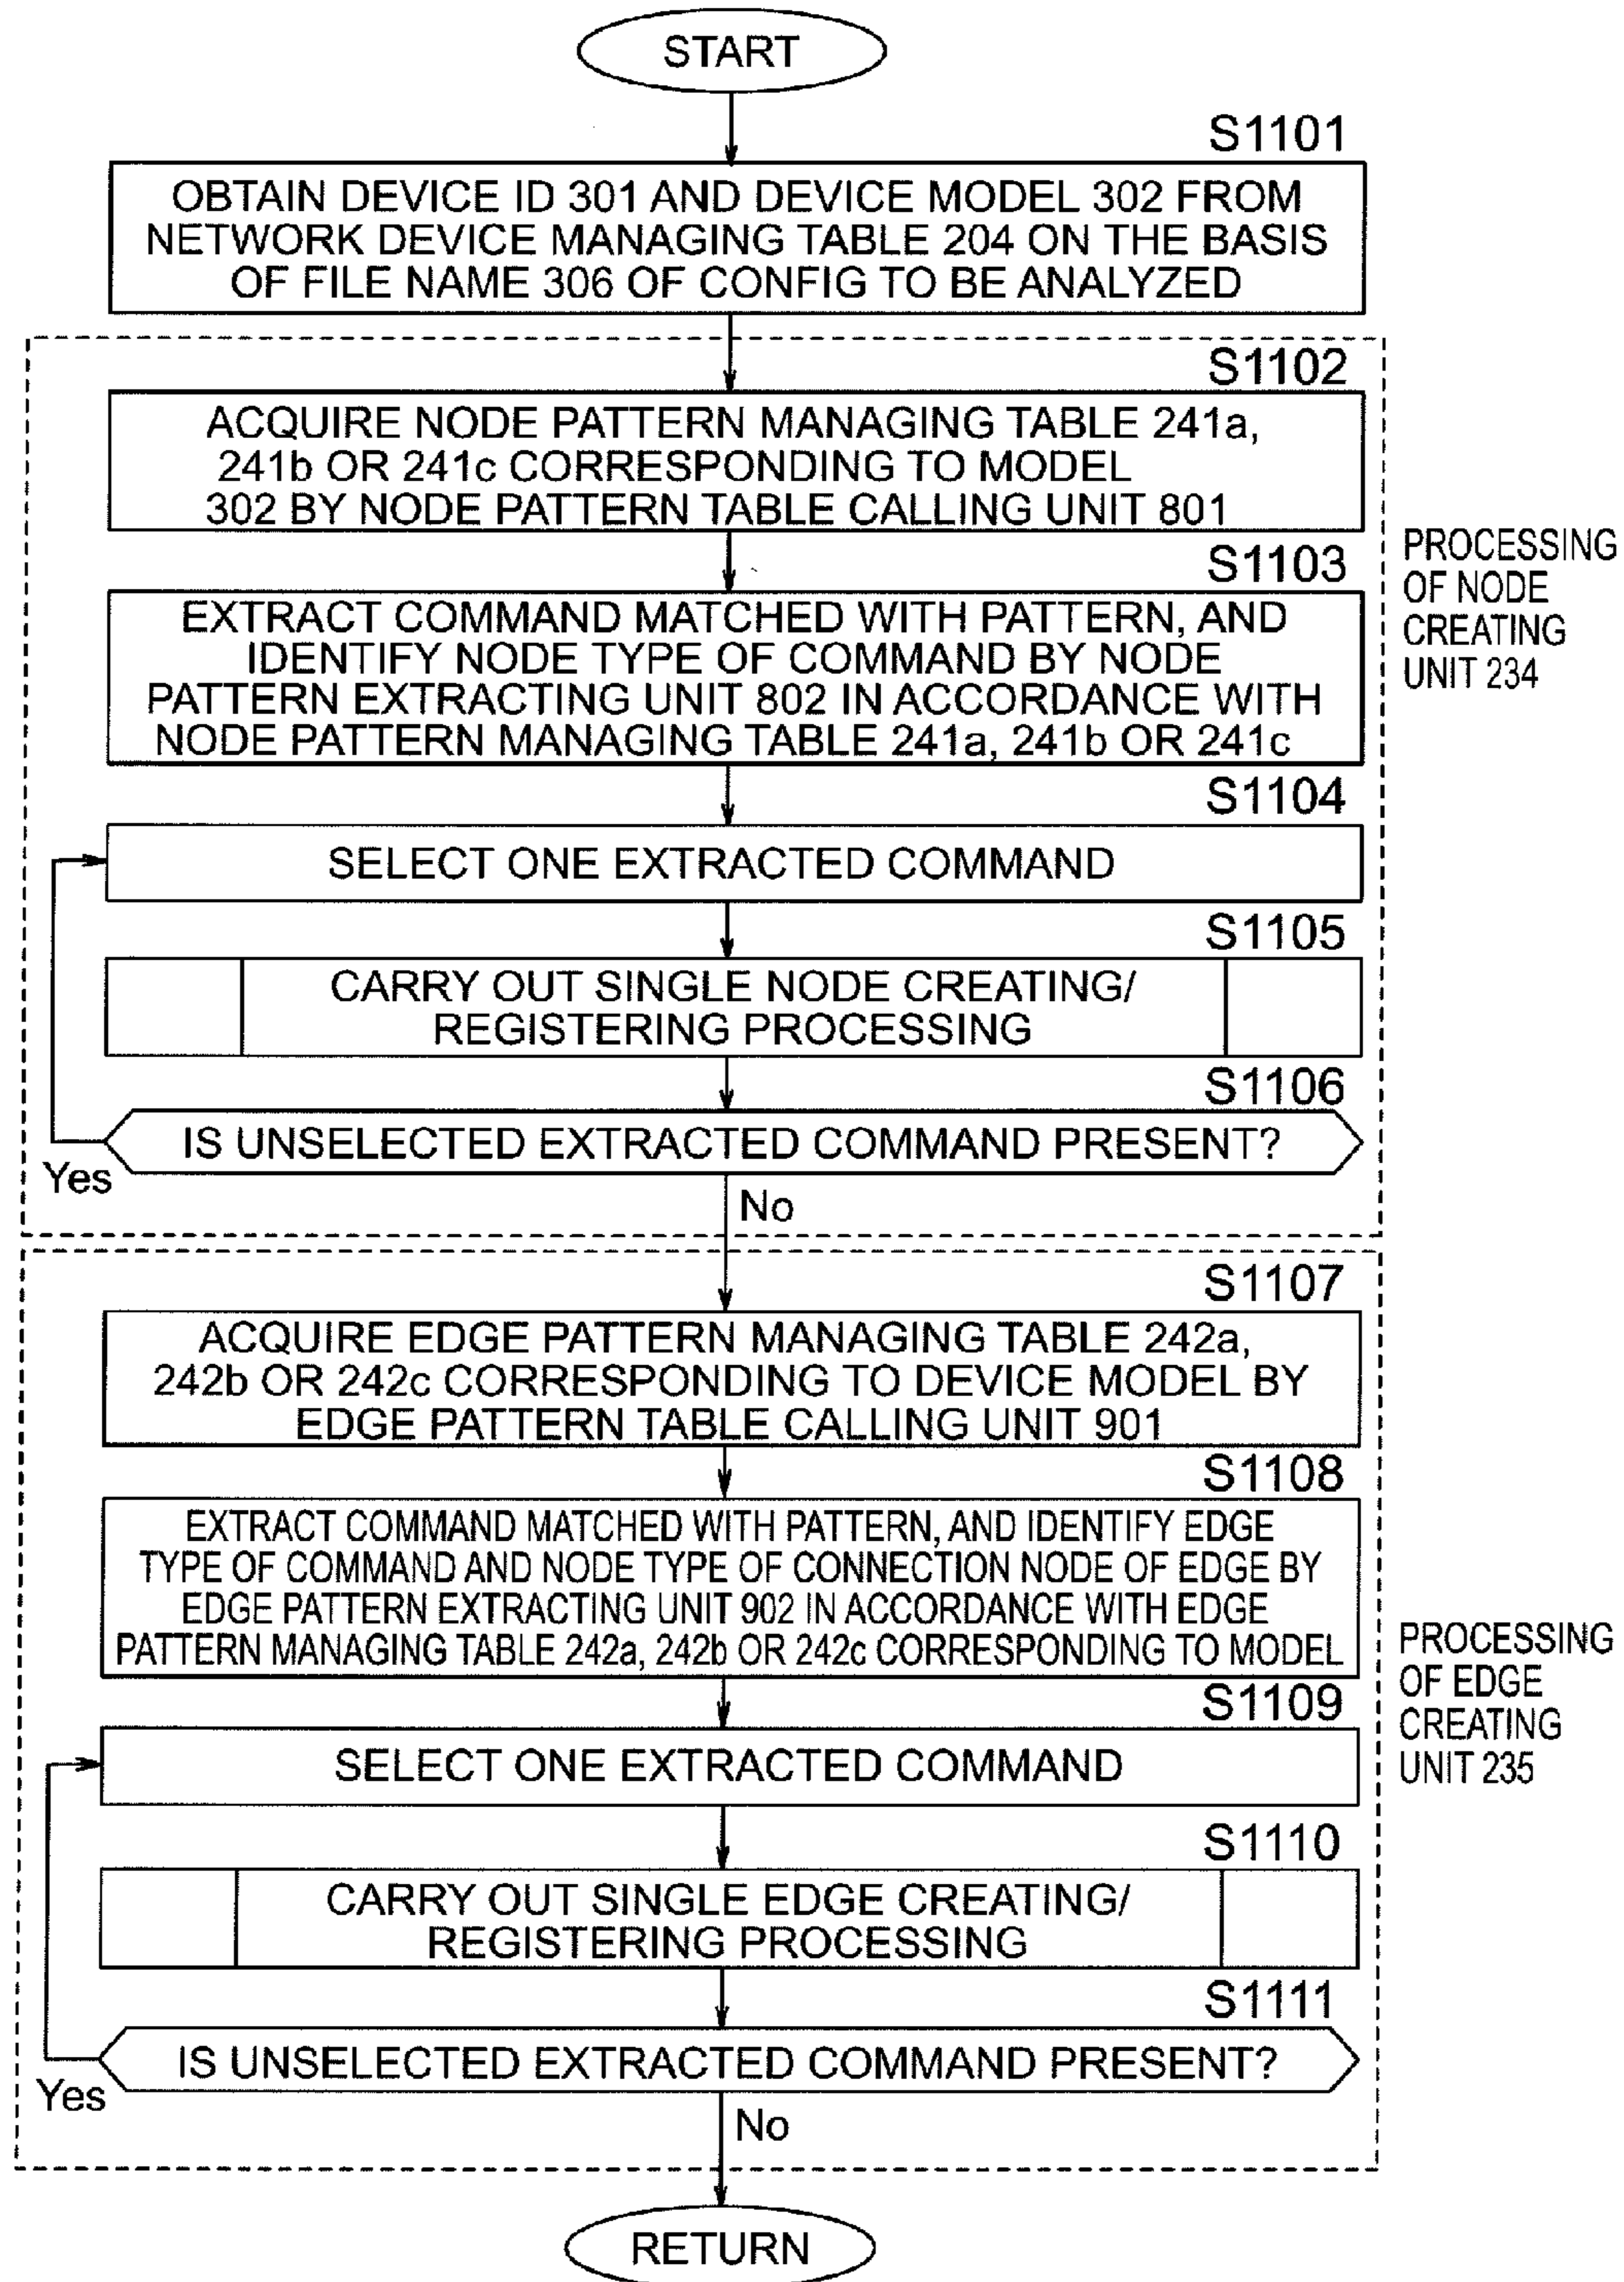 START
S1101
OBTAIN DEVICE ID 301 AND DEVICE MODEL 302 FROM
NETWORK DEVICE MANAGING TABLE 204 ON THE BASIS
OF FILE NAME 306 OF CONFIG TO BE ANALYZED
S1102
ACQUIRE NODE PATTERN MANAGING TABLE 241a,
241b OR 241c CORRESPONDING TO MODEL
302 BY NODE PATTERN TABLE CALLING UNIT 801
S1103
EXTRACT COMMAND MATCHED WITH PATTERN, AND
IDENTIFY NODE TYPE OF COMMAND BY NODE
PATTERN EXTRACTING UNIT 802 IN ACCORDANCE WITH
NODE PATTERN MANAGING TABLE 241a, 241b OR 241c
PROCESSING
OF NODE
CREATING
UNIT 234
S1104
SELECT ONE EXTRACTED COMMAND
S1105
CARRY OUT SINGLE NODE CREATING/
REGISTERING PROCESSING
S1106
IS UNSELECTED EXTRACTED COMMAND PRESENT?
Yes
No
S1107
ACQUIRE EDGE PATTERN MANAGING TABLE 242a,
242b OR 242c CORRESPONDING TO DEVICE MODEL BY
EDGE PATTERN TABLE CALLING UNIT 901
S1108
EXTRACT COMMAND MATCHED WITH PATTERN, AND IDENTIFY EDGE
TYPE OF COMMAND AND NODE TYPE OF CONNECTION NODE OF EDGE BY
EDGE PATTERN EXTRACTING UNIT 902 IN ACCORDANCE WITH EDGE
PATTERN MANAGING TABLE 242a, 242b OR 242c CORRESPONDING TO MODEL
PROCESSING
OF EDGE
CREATING
UNIT 235
S1109
SELECT ONE EXTRACTED COMMAND
S1110
CARRY OUT SINGLE EDGE CREATING/
REGISTERING PROCESSING
S1111
IS UNSELECTED EXTRACTED COMMAND PRESENT?
Yes
No
RETURN